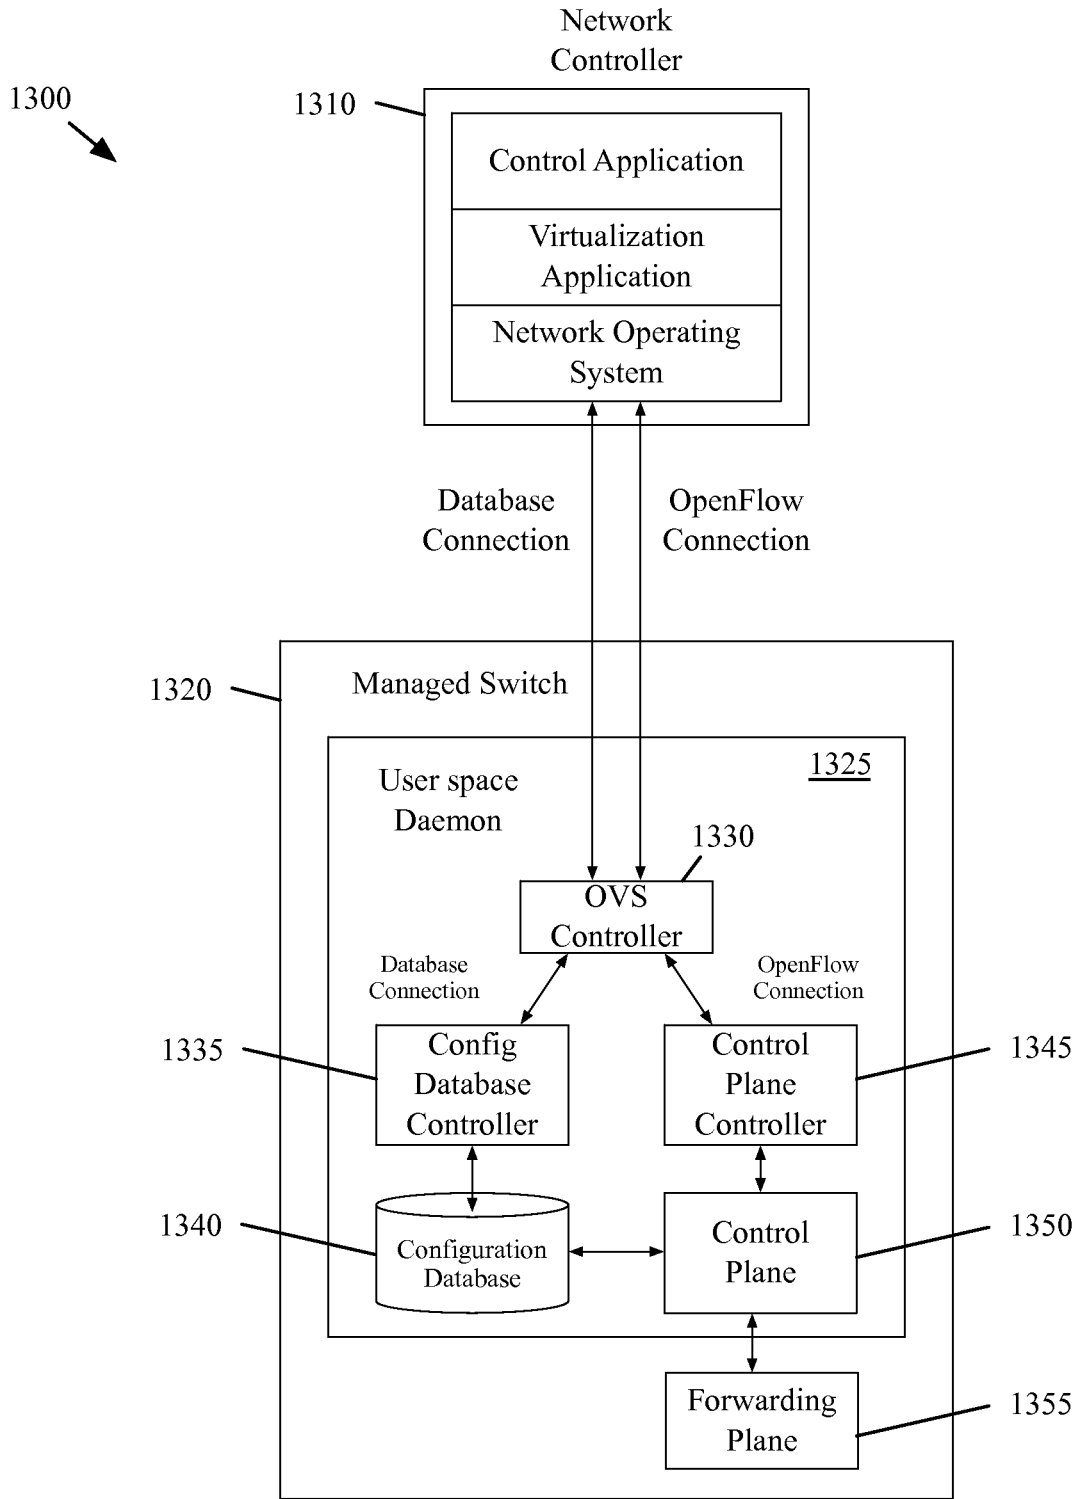 Network
Controller
1300
1310
Control Application
Virtualization
Application
Network Operating
System
Database
Connection
OpenFlow
Connection
1320
Managed Switch
1325
User space
Daemon
1330
OVS
Controller
Database
Connection
OpenFlow
Connection
1335
Config
Database
Controller
Control
Plane
Controller
1345
1340
Configuration
Database
Control
Plane
1350
Forwarding
Plane
1355